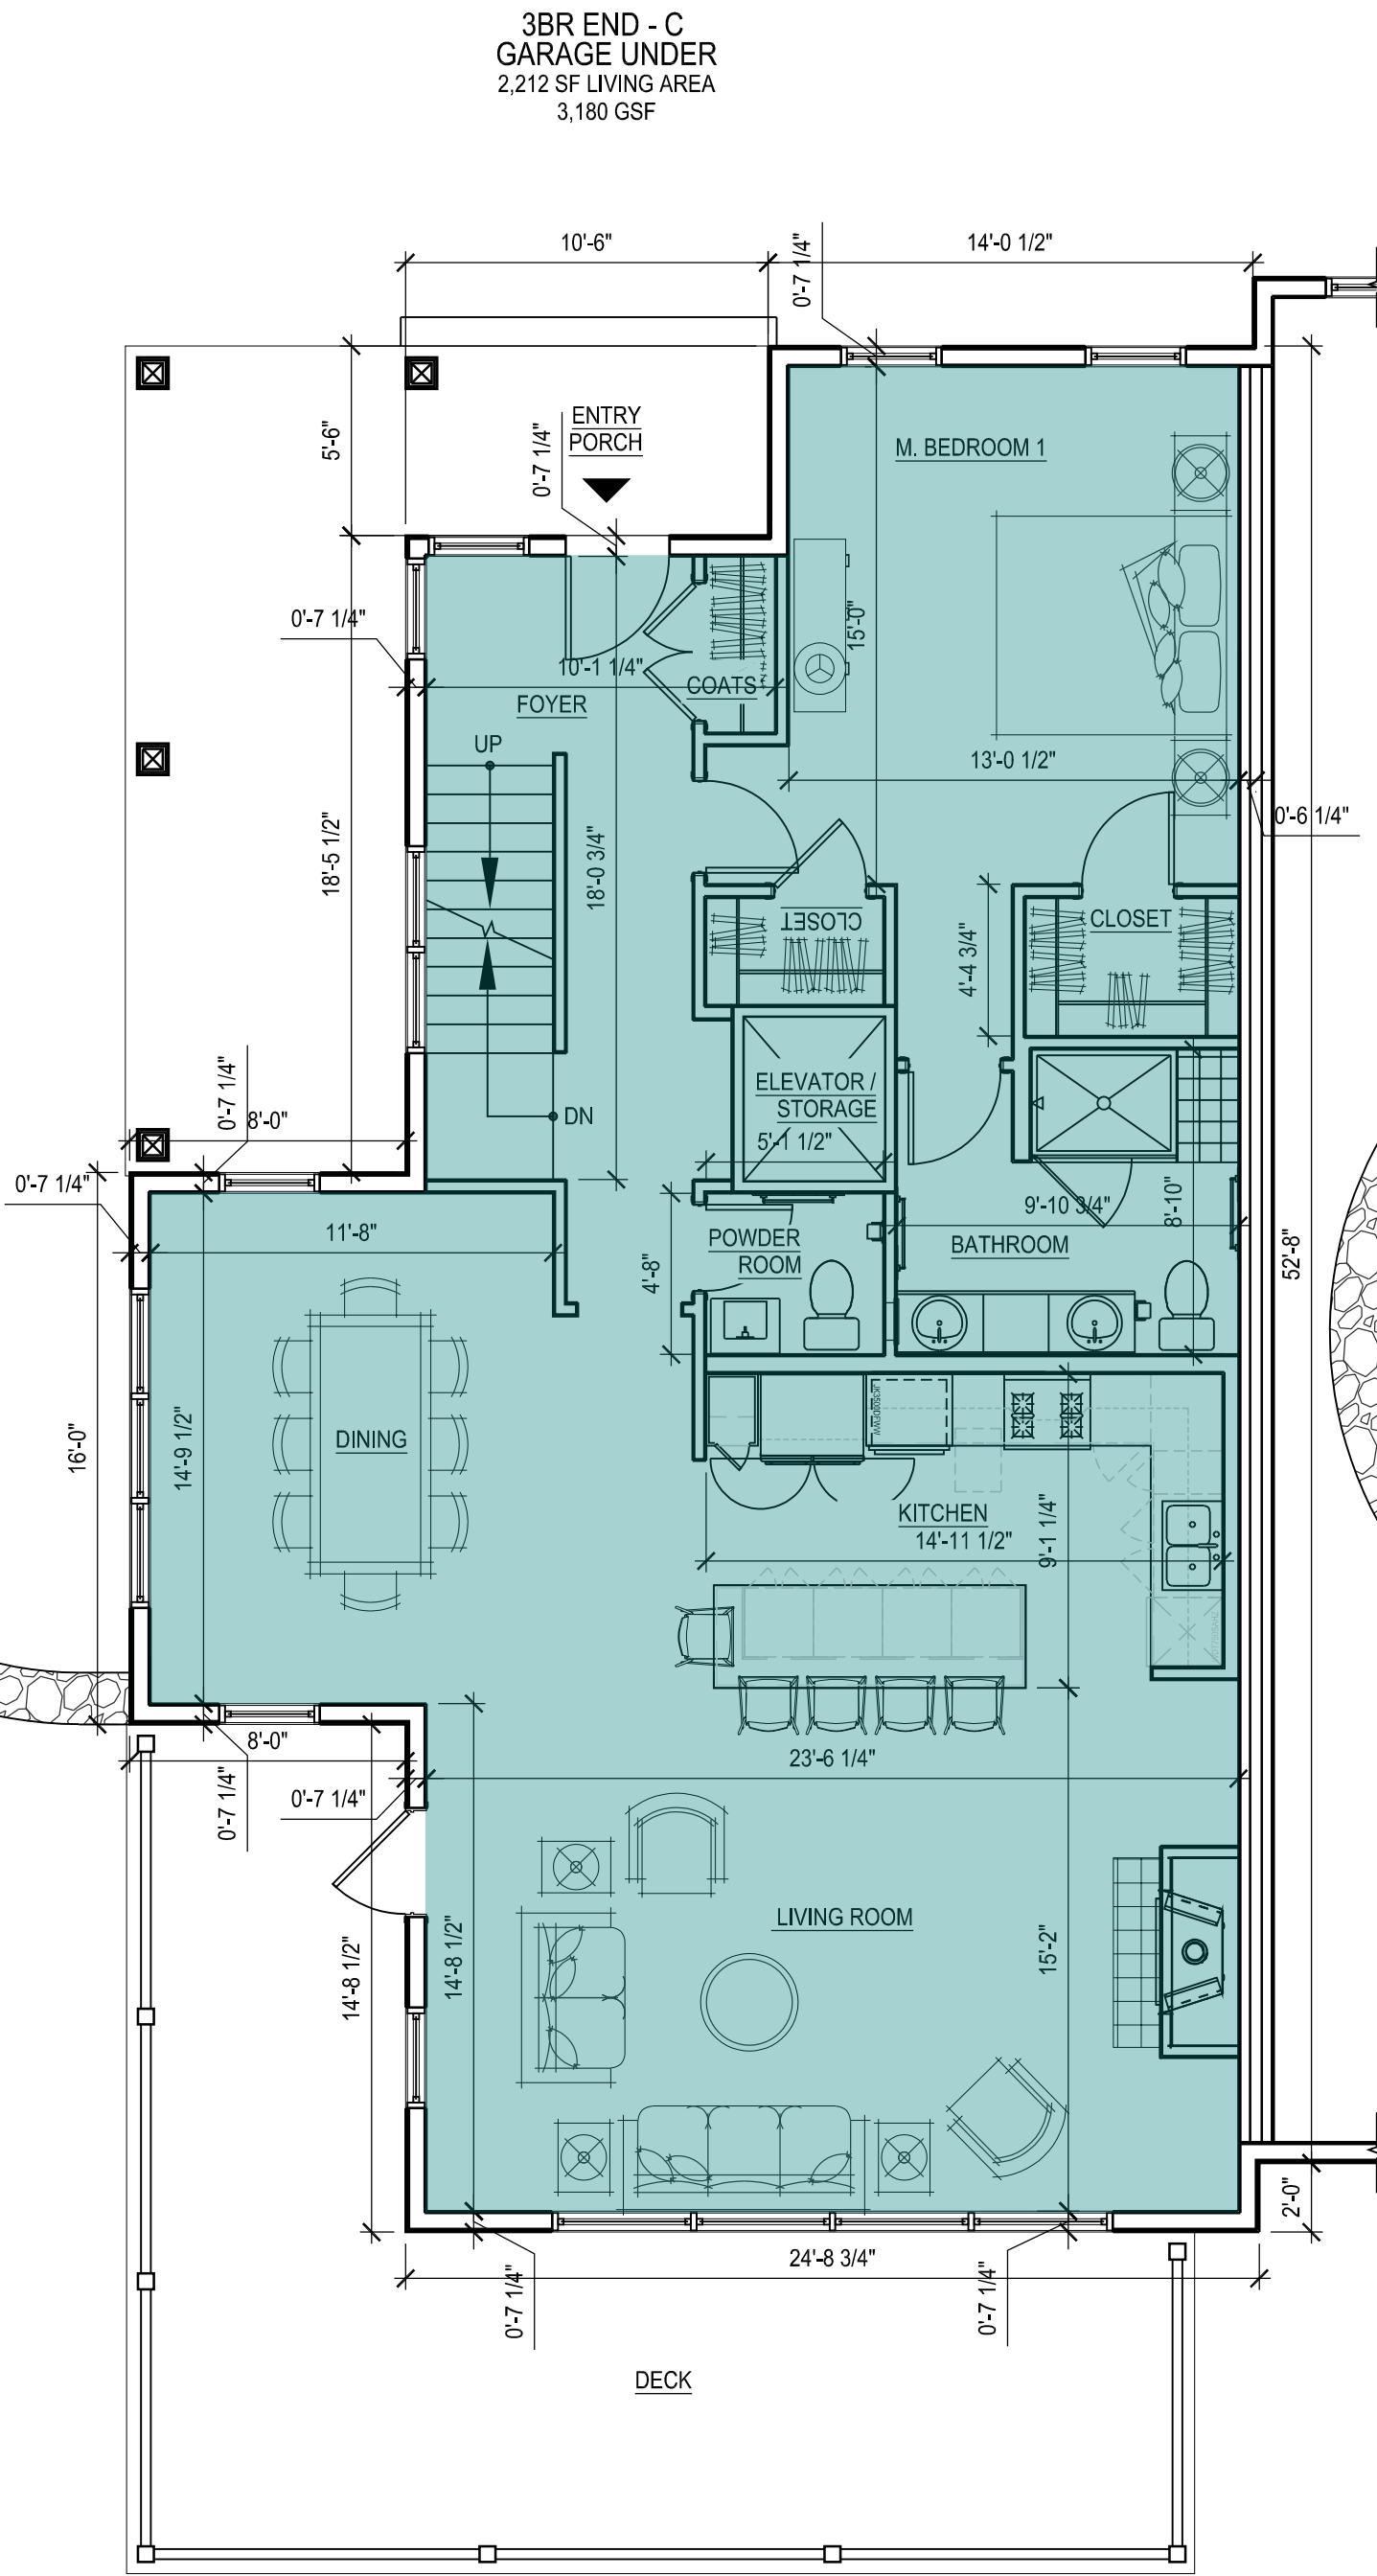 3BR END - C
GARAGE UNDER
2,212 SF LIVING AREA
3,180 GSF
10'-6"
0'-7 1/4"
14'-0 1/2"
5'-6"
0'-7 1/4"
ENTRY
PORCH
M. BEDROOM 1
0'-7 1/4"
10'-1 1/4"
15'-0"
FOYER
COATS
UP
13'-0 1/2"
0'-6 1/4"
18'-5 1/2"
18'-0 3/4"
CLOSET
CLOSET
4'-4 3/4"
0'-7 1/4"
8'-0"
DN
ELEVATOR /
STORAGE
5'-1 1/2"
0'-7 1/4"
11'-8"
4'-8"
POWDER
ROOM
9'-10 3/4"
8'-10"
BATHROOM
52'-8"
16'-0"
14'-9 1/2"
DINING
JK3500DFWW
KITCHEN
14'-11 1/2"
9'-1 1/4"
8'-0"
0'-7 1/4"
0'-7 1/4"
23'-6 1/4"
LIVING ROOM
14'-8 1/2"
14'-8 1/2"
15'-2"
2'-0"
0'-7 1/4"
24'-8 3/4"
0'-7 1/4"
DECK